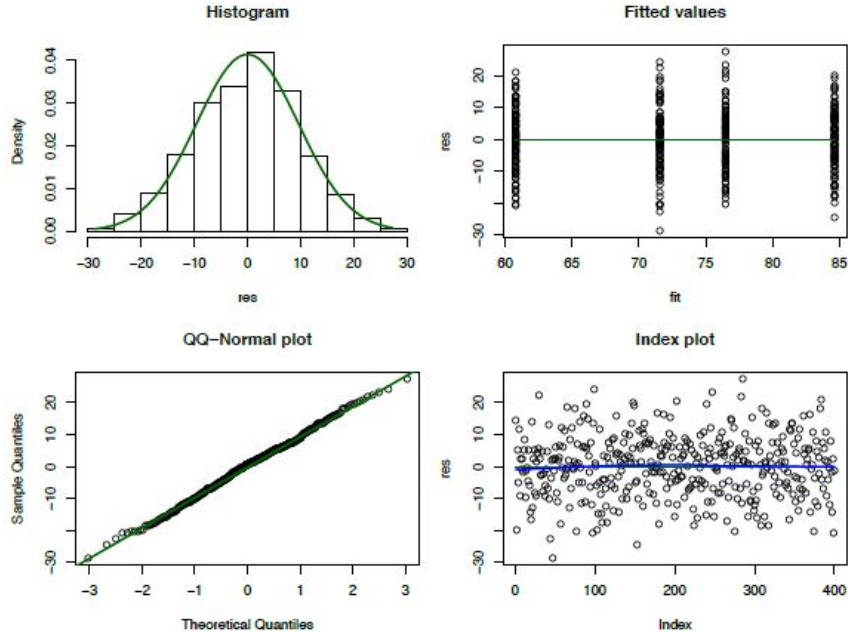 Histogram
Density
0.00 0.01 0.02 0.03 0.04
−30 −20 −10 0 10 20 30
res
Fitted values
res
−30 −10 0 10 20
60 65 70 75 80 85
fit
QQ−Normal plot
Sample Quantiles
−30 −10 0 10 20
−3 −2 −1 0 1 2 3
Theoretical Quantiles
Index plot
res
−30 −10 0 10 20
0 100 200 300 400
Index